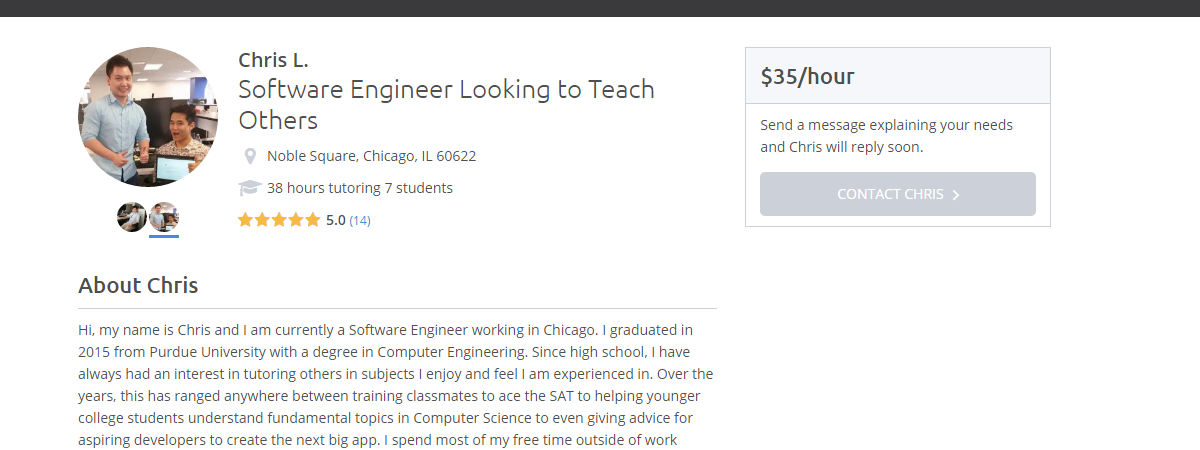 Chris L.
Software Engineer Looking to Teach
Others
Noble Square, Chicago, IL 60622
38 hours tutoring 7 students
5.0 (14)
$35/hour
Send a message explaining your needs
and Chris will reply soon.
CONTACT CHRIS
About Chris
Hi, my name is Chris and I am currently a Software Engineer working in Chicago. I graduated in
2015 from Purdue University with a degree in Computer Engineering. Since high school, I have
always had an interest in tutoring others in subjects I enjoy and feel I am experienced in. Over the
years, this has ranged anywhere between training classmates to ace the SAT to helping younger
college students understand fundamental topics in Computer Science to even giving advice for
aspiring developers to create the next big app. I spend most of my free time outside of work